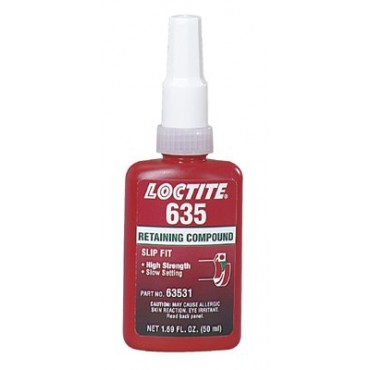 LOCTITE®
635
RETAINING COMPOUND
SLIP FIT
• High Strength
• Slow Setting
PART NO. 63531
CAUTION: MAY CAUSE ALLERGIC
SKIN REACTION. EYE IRRITANT.
Read back panel.
NET 1.69 FL. OZ. (50 ml)